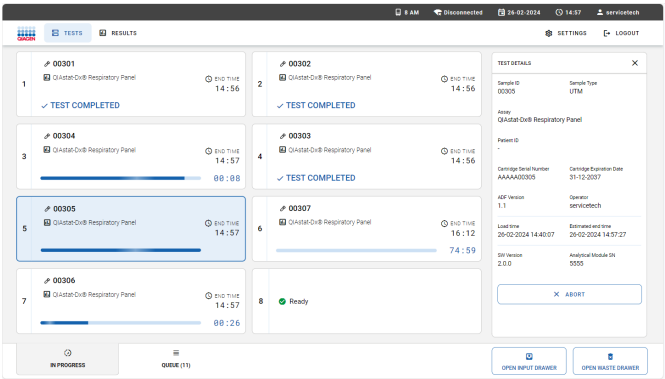 8 AM Disconnected 26-02-2024 14:57 servicetech
QIAGEN TESTS RESULTS SETTINGS LOGOUT
1
00301
QIAstat-Dx® Respiratory Panel
END TIME
14:56
TEST COMPLETED
2
00302
QIAstat-Dx® Respiratory Panel
END TIME
14:56
TEST COMPLETED
3
00304
QIAstat-Dx® Respiratory Panel
END TIME
14:57
00:08
4
00303
QIAstat-Dx® Respiratory Panel
END TIME
14:56
TEST COMPLETED
5
00305
QIAstat-Dx® Respiratory Panel
END TIME
14:57
6
00307
QIAstat-Dx® Respiratory Panel
END TIME
16:12
74:59
7
00306
QIAstat-Dx® Respiratory Panel
END TIME
14:57
00:26
8
Ready
TEST DETAILS
Sample ID Sample Type
00305 UTM
Assay
QIAstat-Dx® Respiratory Panel
Patient ID
-
Cartridge Serial Number Cartridge Expiration Date
AAAAA00305 31-12-2037
ADF Version Operator
1.1 servicetech
Load time Estimated end time
26-02-2024 14:40:07 26-02-2024 14:57:27
SW Version Analytical Module SN
2.0.0 5555
ABORT
IN PROGRESS QUEUE (11)
OPEN INPUT DRAWER OPEN WASTE DRAWER